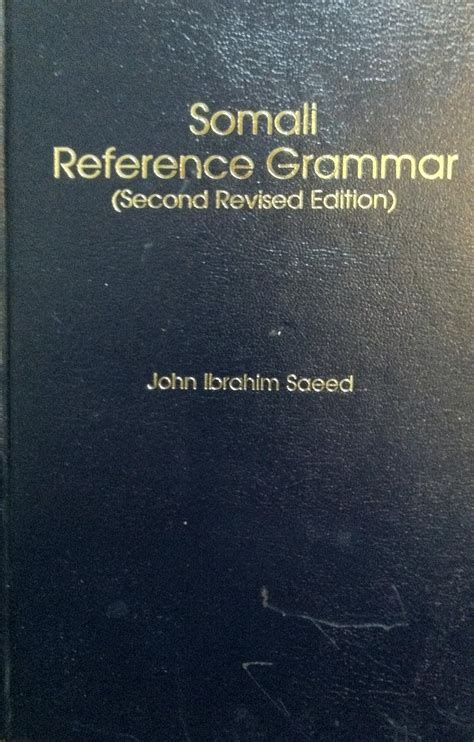 Somali
Reference Grammar
(Second Revised Edition)
John Ibrahim Saeed